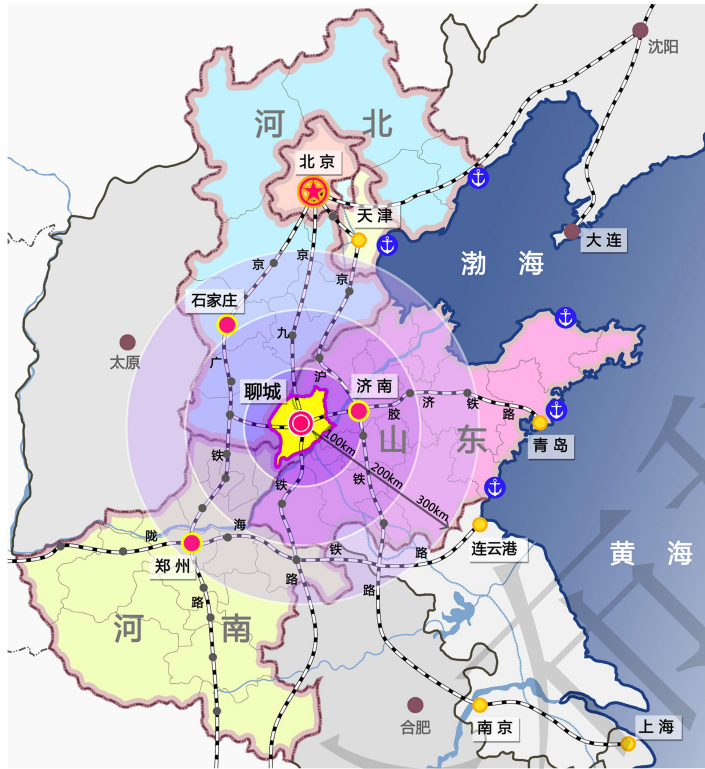 沈阳
河 北
北 京
天 津
大 连
渤 海
京
京
京
石家庄
太原
广
九
沪
聊城
济 南
胶 济 铁 路
山 东
青 岛
100km
200km
300km
铁
铁
铁
陇 海 铁 路
连云港
黄 海
郑 州
路
路
路
河 南
合肥
南 京
上 海